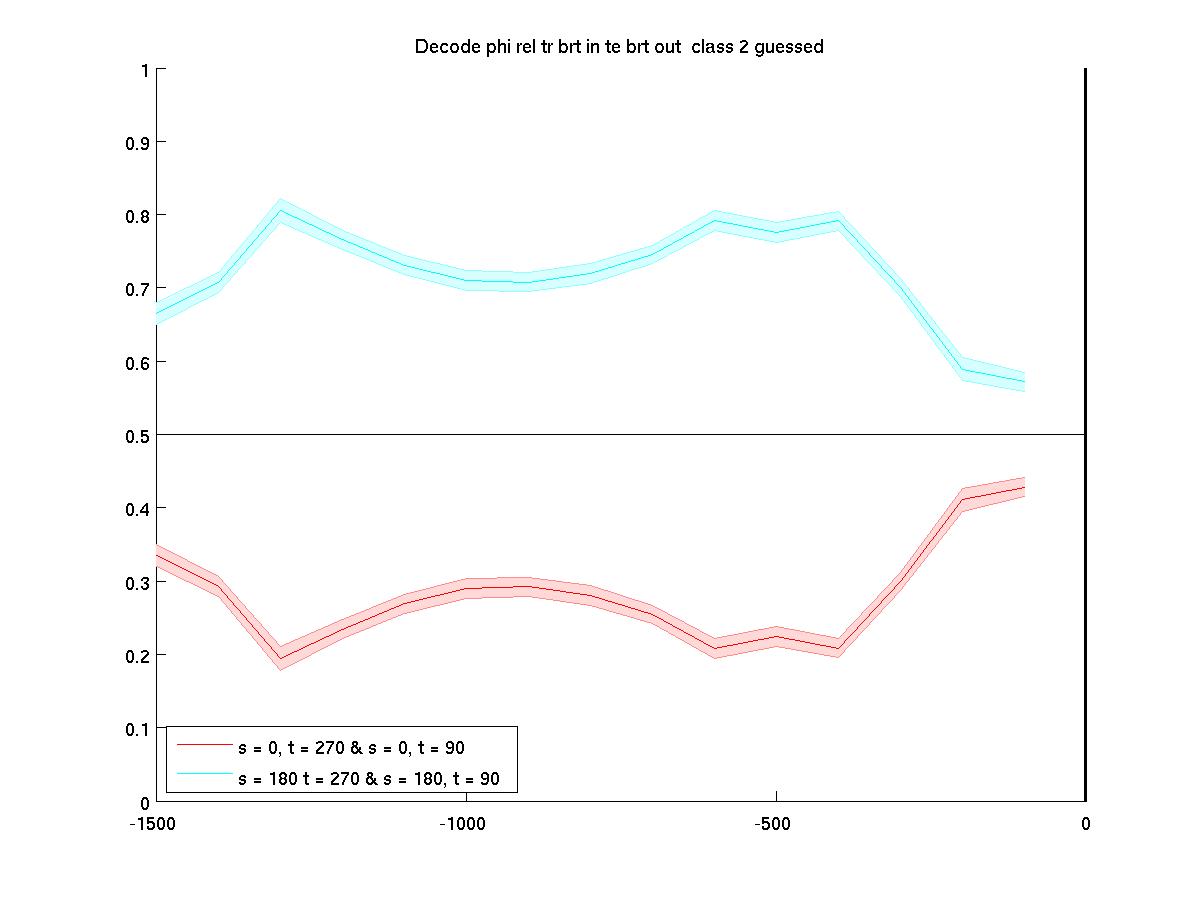 Decode phi rel tr brt in te brt out  class 2 guessed
1
0.9
0.8
0.7
0.6
0.5
0.4
0.3
0.2
0.1
0
s = 0, t = 270 & s = 0, t = 90
s = 180 t = 270 & s = 180, t = 90
-1500 -1000 -500 0